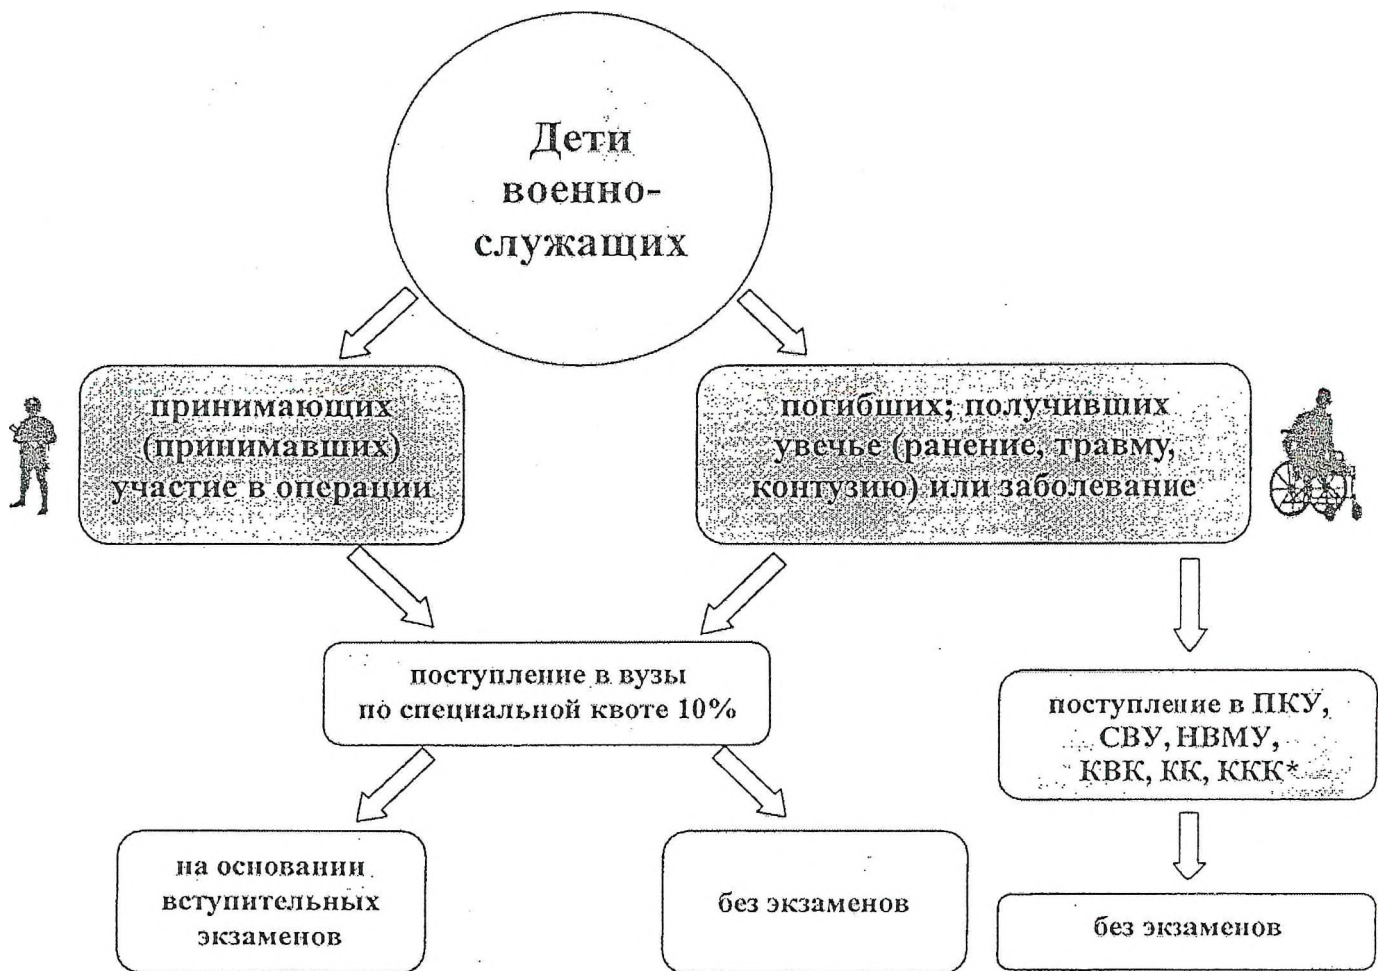 Дети
военно-
служащих
принимающих
(принимавших)
участие в операции
погибших; получивших
увечье (ранение, травму,
контузию) или заболевание
поступление в вузы
по специальной квоте 10%
поступление в ПКУ,
СВУ, НВМУ,
КВК, КК, ККК*
на основании
вступительных
экзаменов
без экзаменов
без экзаменов